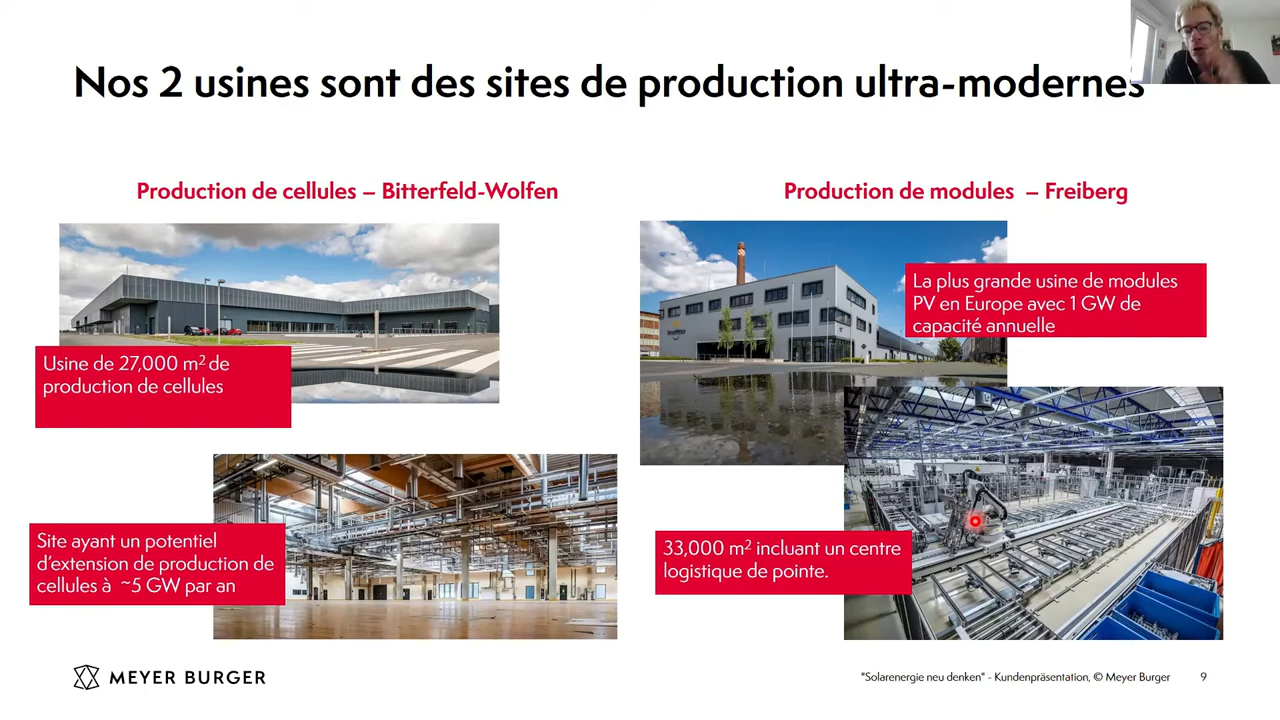 Nos 2 usines sont des sites de production ultra-modernes
Production de cellules – Bitterfeld-Wolfen
Usine de 27,000 m² de
production de cellules
Site ayant un potentiel
d'extension de production de
cellules à ~5 GW par an
Production de modules – Freiberg
La plus grande usine de modules
PV en Europe avec 1 GW de
capacité annuelle
33,000 m² incluant un centre
logistique de pointe.
MEYER BURGER
"Solarenergie neu denken" - Kundenpräsentation, © Meyer Burger
9